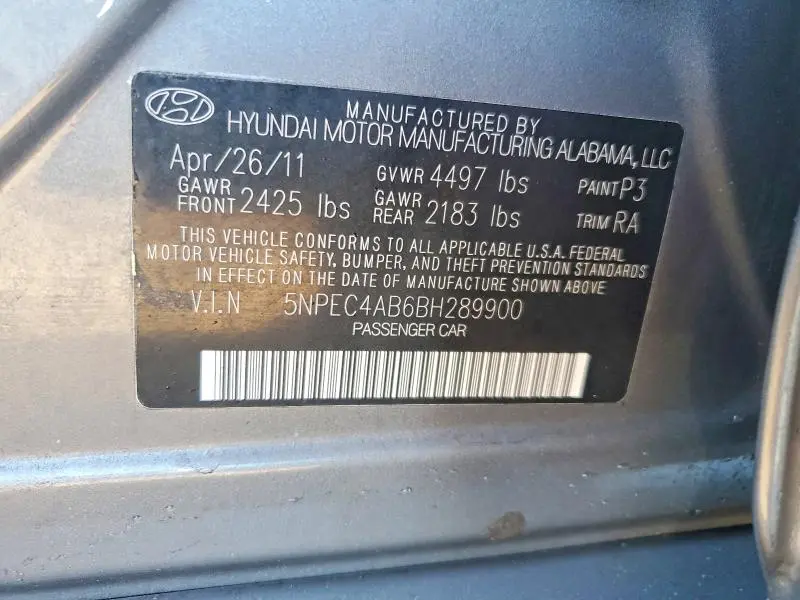 MANUFACTURED BY
HYUNDAI MOTOR MANUFACTURING ALABAMA, LLC
Apr/26/11 GVWR 4497 lbs PAINT P3
GAWR FRONT 2425 lbs GAWR REAR 2183 lbs TRIM RA
THIS VEHICLE CONFORMS TO ALL APPLICABLE U.S.A. FEDERAL
MOTOR VEHICLE SAFETY, BUMPER, AND THEFT PREVENTION STANDARDS
IN EFFECT ON THE DATE OF MANUFACTURE SHOWN ABOVE
V.I.N 5NPEC4AB6BH289900
PASSENGER CAR